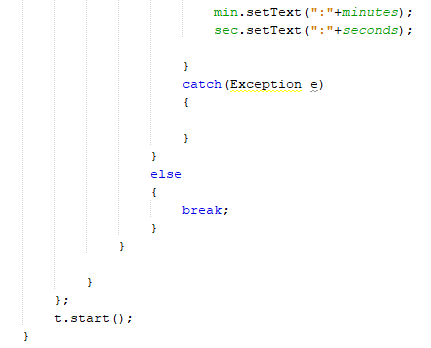 min.setText(":"+minutes);
sec.setText(":"+seconds);
}
catch(Exception e)
{
}
}
else
{
break;
}
}
}
};
t.start();
}